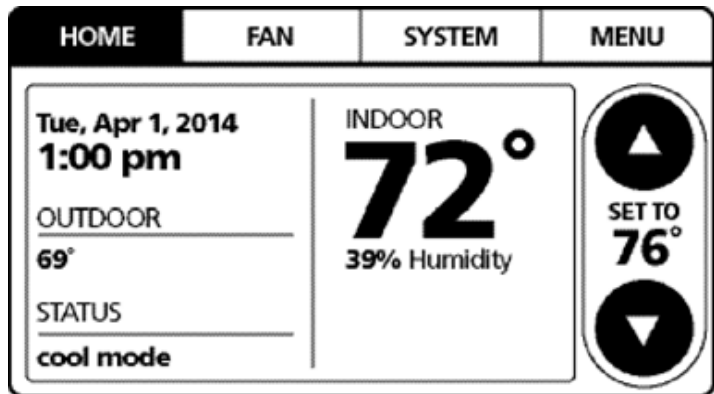 HOME FAN SYSTEM MENU
Tue, Apr 1, 2014
1:00 pm
OUTDOOR
69°
STATUS
cool mode
INDOOR
72°
39% Humidity
SET TO
76°